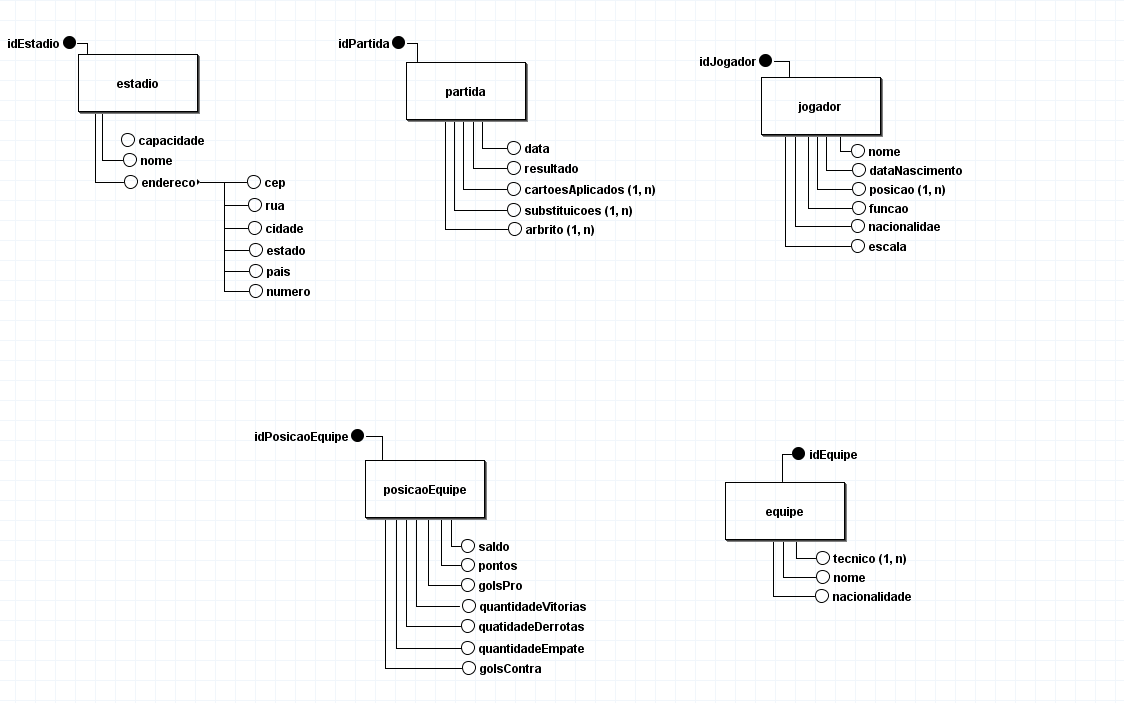 idEstadio
estadio
capacidade
nome
endereco
cep
rua
cidade
estado
pais
numero
idPartida
partida
data
resultado
cartoesAplicados (1, n)
substituicoes (1, n)
arbrito (1, n)
idJogador
jogador
nome
dataNascimento
posicao (1, n)
funcao
nacionalidae
escala
idPosicaoEquipe
posicaoEquipe
saldo
pontos
golsPro
quantidadeVitorias
quatidadeDerrotas
quantidadeEmpate
golsContra
idEquipe
equipe
tecnico (1, n)
nome
nacionalidade